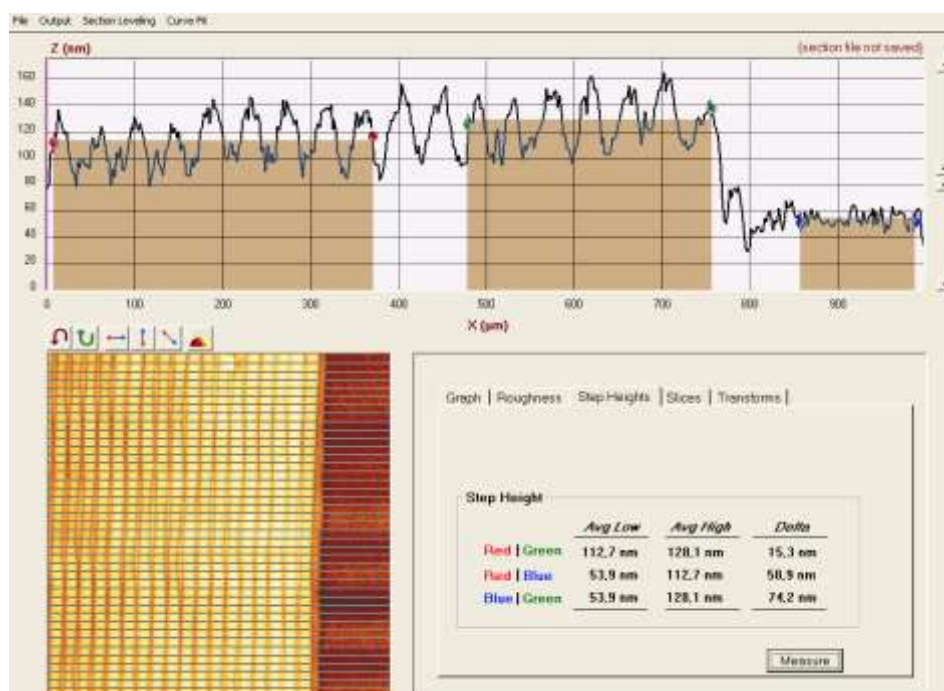 File Output Section Leveling Curve Fit
Z (nm) (section file not saved)
160
140
120
100
80
60
40
20
0
100 200 300 400 500 600 700 800 900
X (µm)
Graph | Roughness Step Heights | Slices | Transforms |
Step Height
Avg Low Avg High Delta
Red | Green 112,7 nm 128,1 nm 15,3 nm
Red | Blue 53,9 nm 112,7 nm 58,9 nm
Blue | Green 53,9 nm 128,1 nm 74,2 nm
Measure